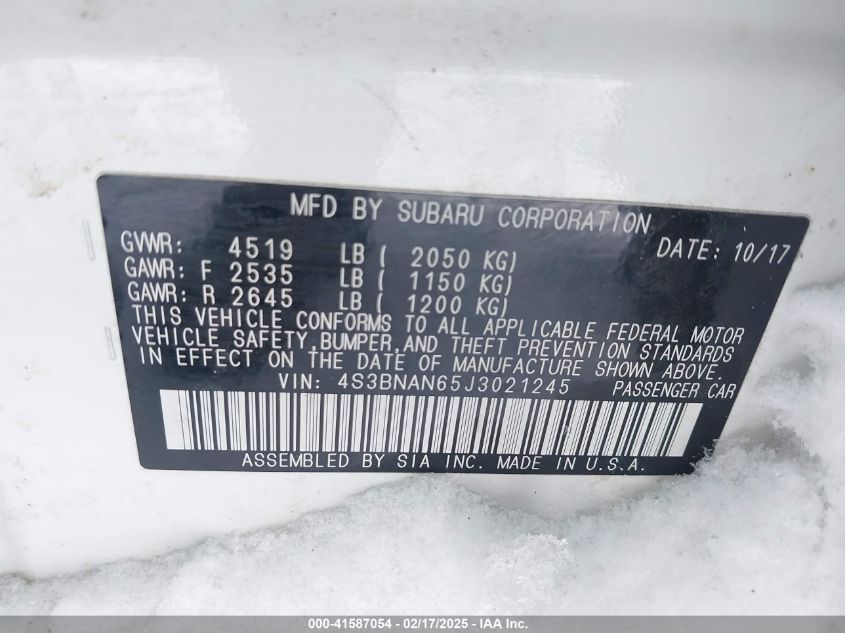 MFD BY SUBARU CORPORATION
GVWR: 4519 LB ( 2050 KG) DATE: 10/17
GAWR: F 2535 LB ( 1150 KG)
GAWR: R 2645 LB ( 1200 KG)
THIS VEHICLE CONFORMS TO ALL APPLICABLE FEDERAL MOTOR
VEHICLE SAFETY, BUMPER, AND THEFT PREVENTION STANDARDS
IN EFFECT ON THE DATE OF MANUFACTURE SHOWN ABOVE.
VIN: 4S3BNAN65J3021245 PASSENGER CAR
ASSEMBLED BY SIA INC. MADE IN U.S.A.
000-41587054 - 02/17/2025 - IAA Inc.